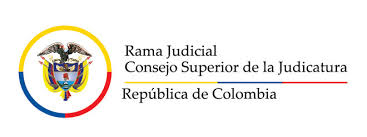 Rama Judicial
Consejo Superior de la Judicatura
República de Colombia